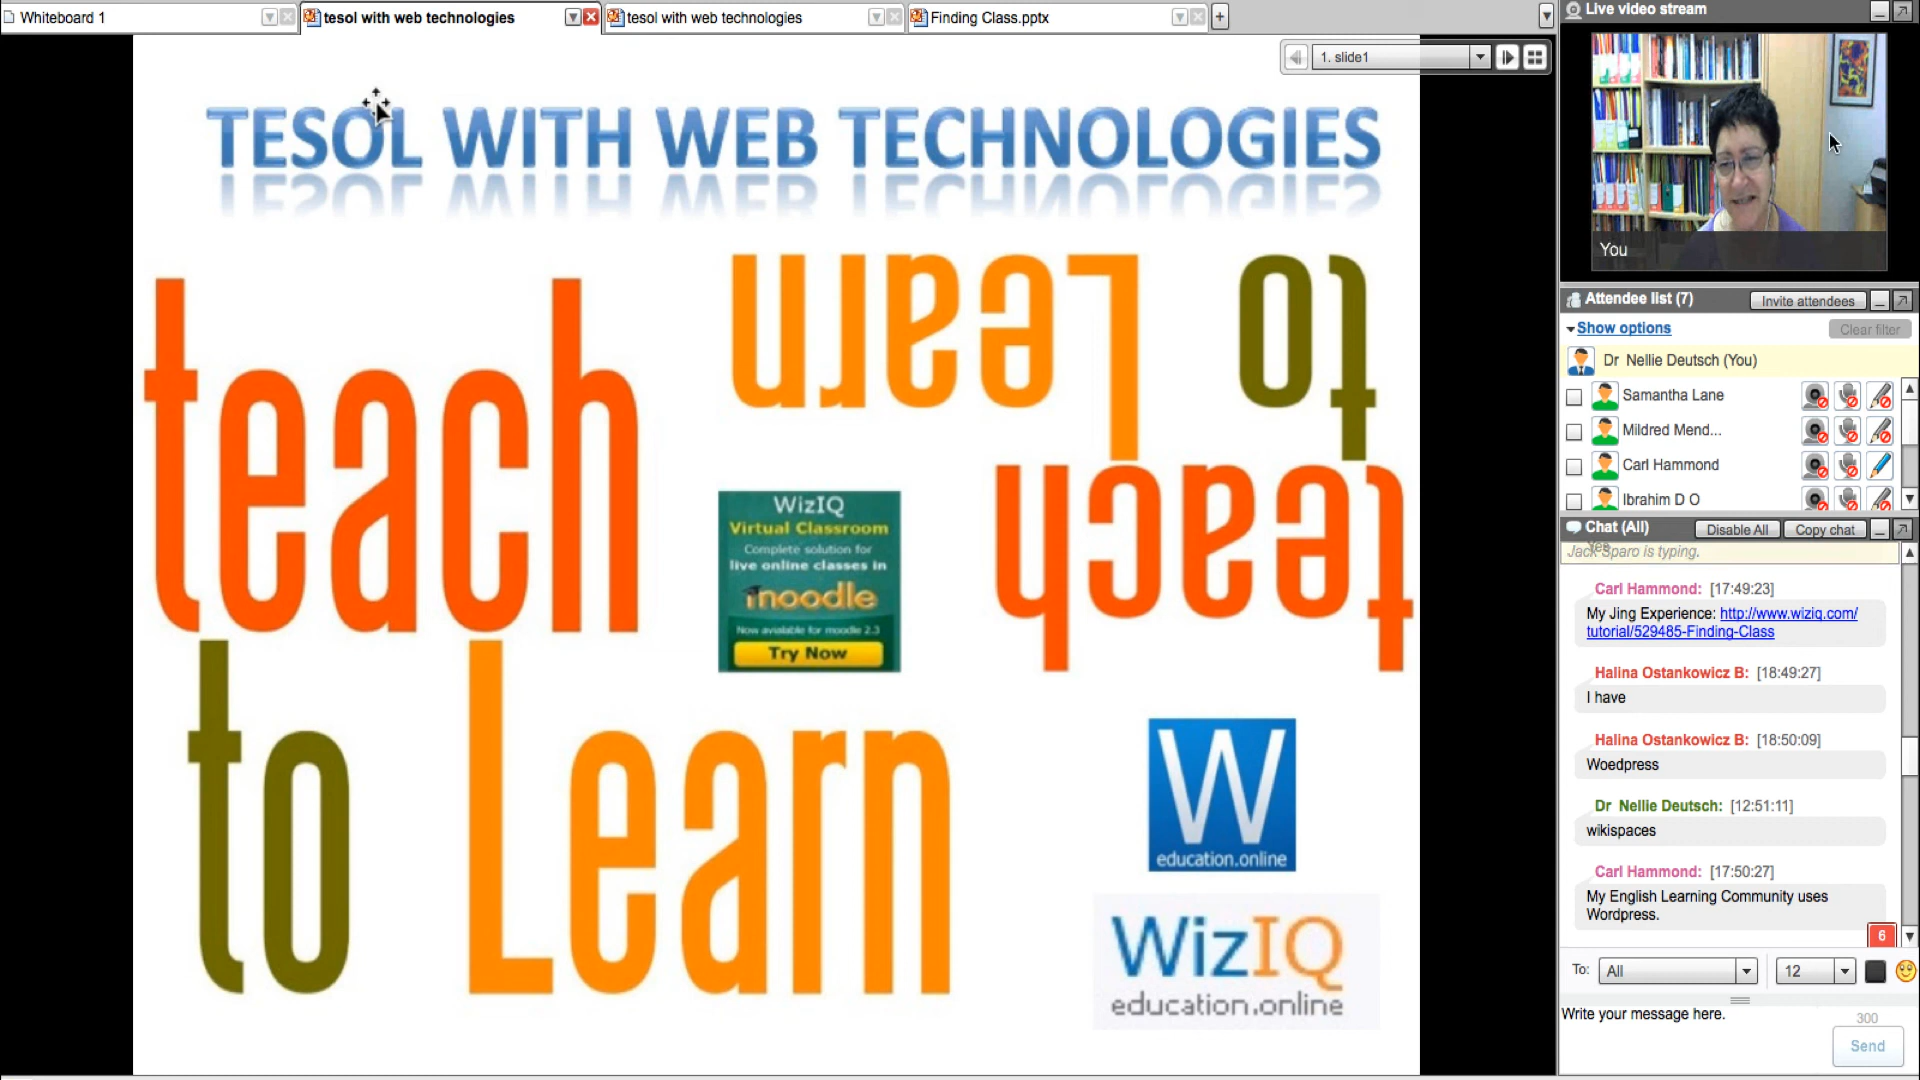 Whiteboard 1
tesol with web technologies
tesol with web technologies
Finding Class.pptx
1. slide1
TESOL WITH WEB TECHNOLOGIES
teach
to Learn
teach
to Learn
WizIQ
Virtual Classroom
Complete solution for
live online classes in
moodle
Now available for moodle 2.3
Try Now
W
education.online
WizIQ
education.online
Live video stream
You
Attendee list (7)
Invite attendees
Show options
Clear filter
Dr Nellie Deutsch (You)
Samantha Lane
Mildred Mend...
Carl Hammond
Ibrahim D O
Chat (All)
Disable All
Copy chat
Yes
Jack Sparo is typing.
Carl Hammond: [17:49:23]
My Jing Experience: http://www.wiziq.com/
tutorial/529485-Finding-Class
Halina Ostankowicz B: [18:49:27]
I have
Halina Ostankowicz B: [18:50:09]
Woedpress
Dr Nellie Deutsch: [12:51:11]
wikispaces
Carl Hammond: [17:50:27]
My English Learning Community uses
Wordpress.
6
To: All
12
Write your message here.
300
Send